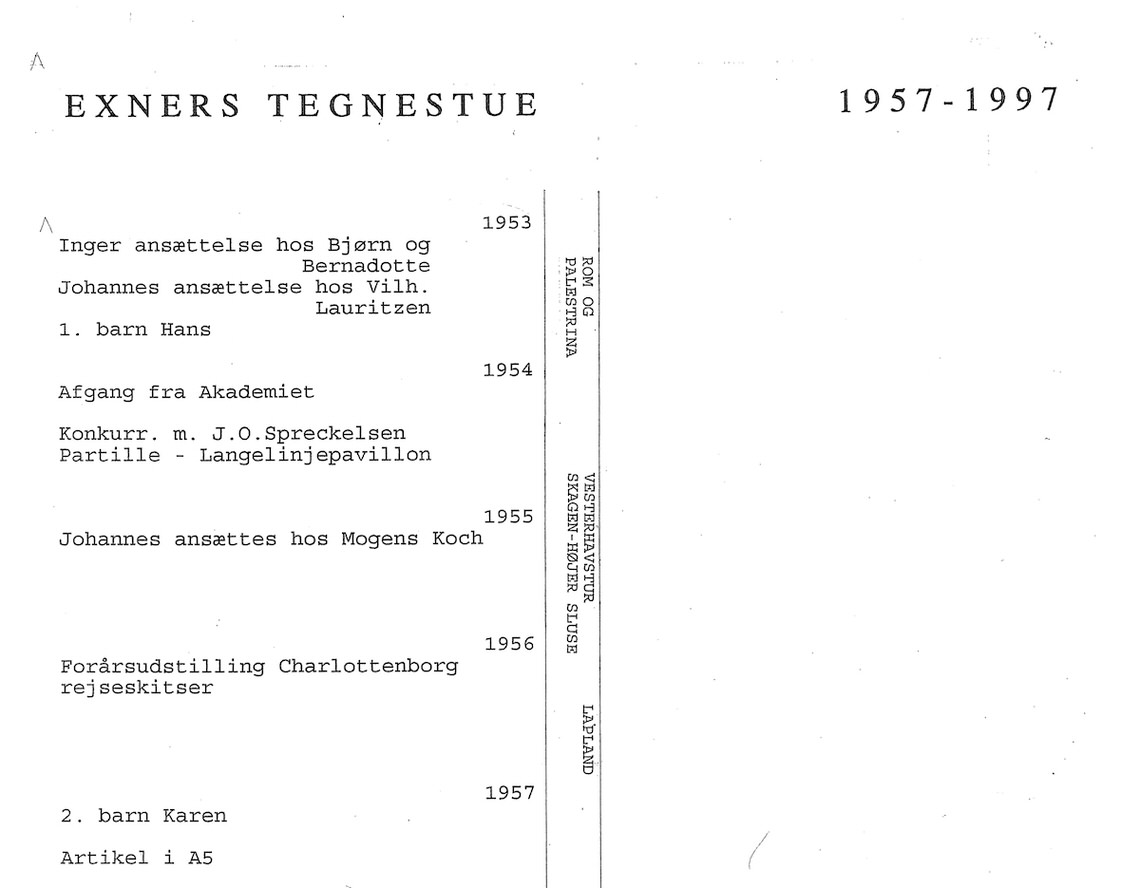 EXNERS TEGNESTUE 1957-1997
1953
Inger ansættelse hos Bjørn og
Bernadotte
Johannes ansættelse hos Vilh.
Lauritzen
1. barn Hans
1954
Afgang fra Akademiet
Konkurr. m. J.O.Spreckelsen
Partille - Langelinjepavillon
1955
Johannes ansættes hos Mogens Koch
1956
Forårsudstilling Charlottenborg
rejseskitser
1957
2. barn Karen
Artikel i A5
ROM OG
PALESTRINA
VESTERHAVSTUR
SKAGEN-HØJER SLUSE
LAPLAND